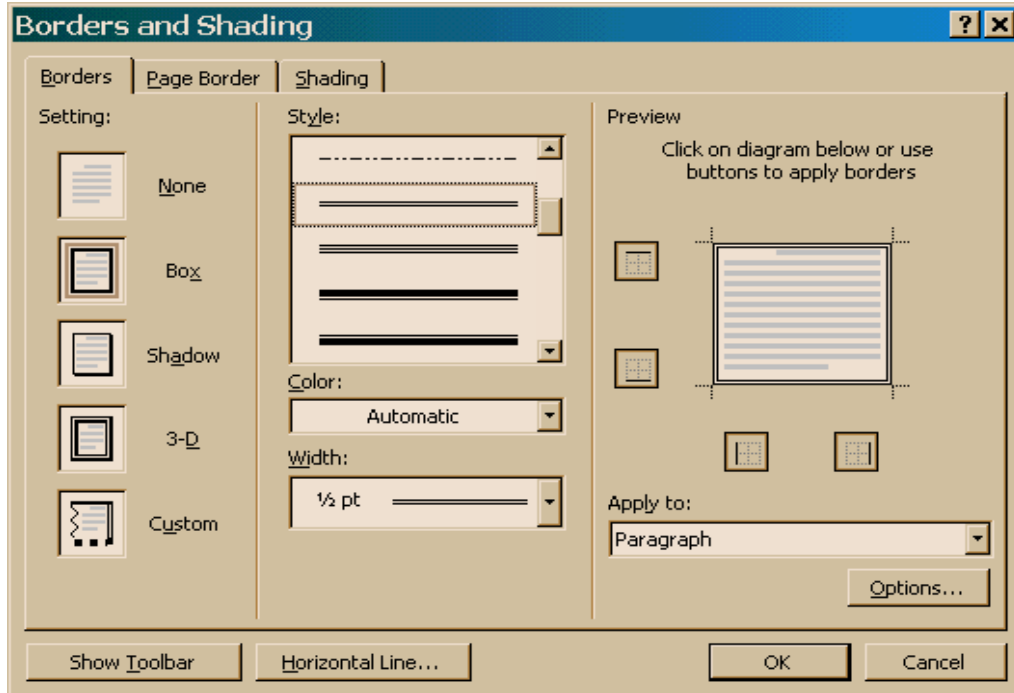 Borders and Shading
Borders
Page Border
Shading
Setting:
None
Box
Shadow
3-D
Custom
Style:
Color:
Automatic
Width:
½ pt
Preview
Click on diagram below or use
buttons to apply borders
Apply to:
Paragraph
Options...
Show Toolbar
Horizontal Line...
OK
Cancel